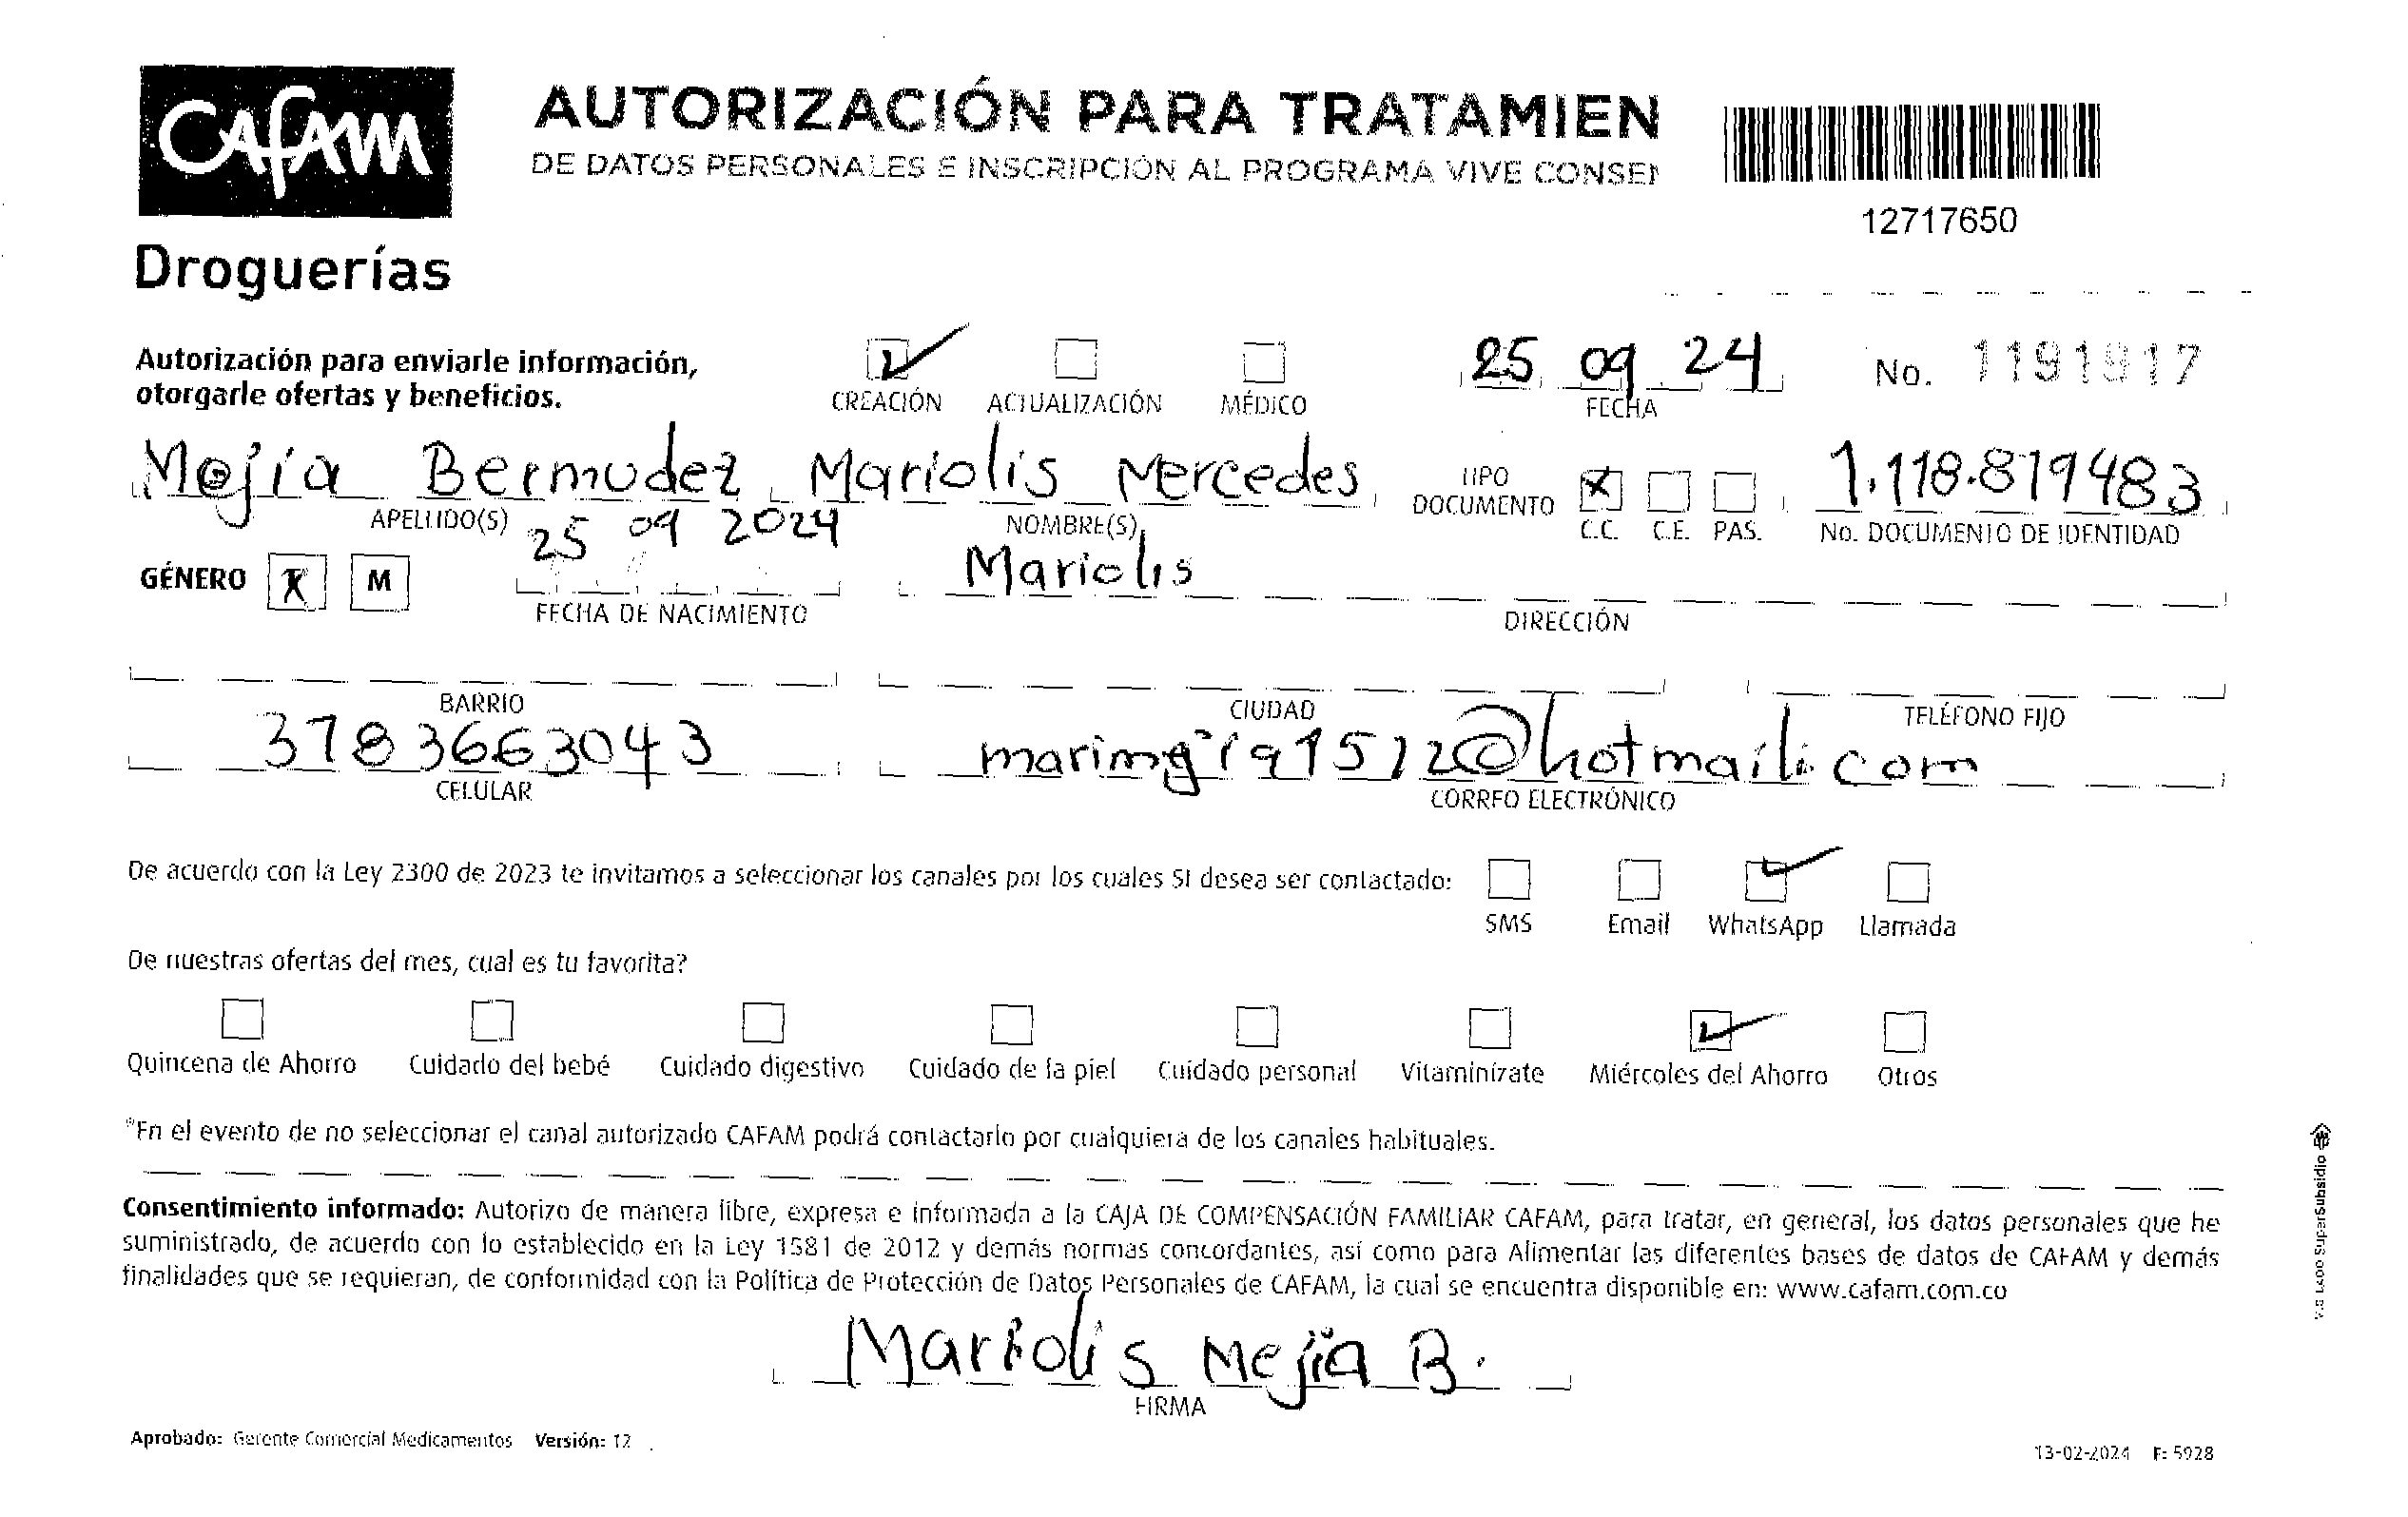 CAFAM
Droguerías
AUTORIZACIÓN PARA TRATAMIEN
DE DATOS PERSONALES E INSCRIPCIÓN AL PROGRAMA VIVE CONSEN
12717650
Autorización para enviarle información,
otorgarle ofertas y beneficios.
CREACIÓN ACTUALIZACIÓN MÉDICO
25 09 24
FECHA
No. 1191917
Mejía Bermudez Mariolis Mercedes
APELLIDO(S) NOMBRE(S)
TIPO
DOCUMENTO
X
C.C. C.E. PAS.
1.118.819483
No. DOCUMENTO DE IDENTIDAD
GÉNERO X M
25 09 2024
FECHA DE NACIMIENTO
Mariolis
DIRECCIÓN
BARRIO CIUDAD TELÉFONO FIJO
3783663043
CELULAR
@hotmail.com
CORREO ELECTRÓNICO
De acuerdo con la Ley 2300 de 2023 te invitamos a seleccionar los canales por los cuales SI desea ser contactado:
SMS Email WhatsApp Llamada
De nuestras ofertas del mes, cual es tu favorita?
Quincena de Ahorro Cuidado del bebé Cuidado digestivo Cuidado de la piel Cuidado personal Vitaminízate Miércoles del Ahorro Otros
*En el evento de no seleccionar el canal autorizado CAFAM podrá contactarlo por cualquiera de los canales habituales.
Consentimiento informado: Autorizo de manera libre, expresa e informada a la CAJA DE COMPENSACIÓN FAMILIAR CAFAM, para tratar, en general, los datos personales que he
suministrado, de acuerdo con lo establecido en la Ley 1581 de 2012 y demás normas concordantes, así como para Alimentar las diferentes bases de datos de CAFAM y demás
finalidades que se requieran, de conformidad con la Política de Protección de Datos Personales de CAFAM, la cual se encuentra disponible en: www.cafam.com.co
Mariolis Mejía B.
FIRMA
Aprobado: Gerente Comercial Medicamentos Versión: 12
13-02-2024 F: 5928
SuperSubsidio